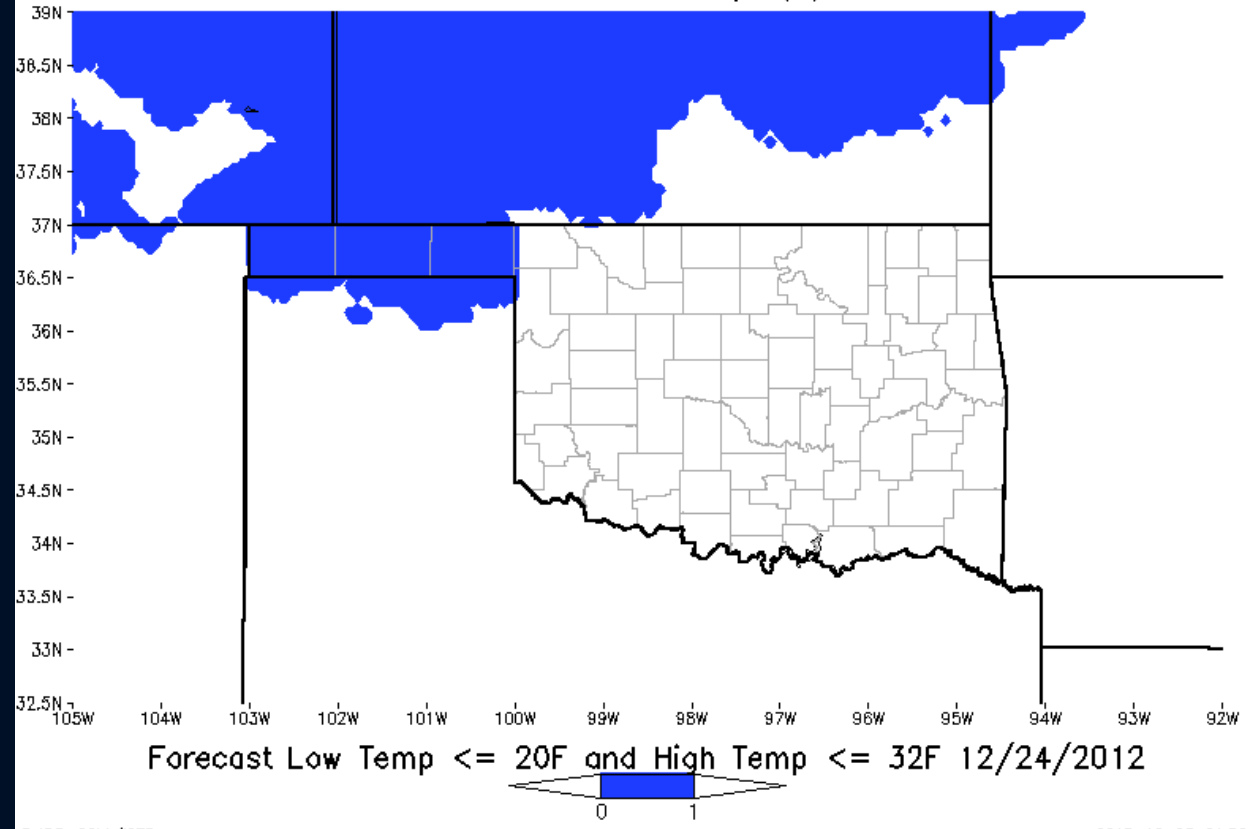 39N
38.5N
38N
37.5N
37N
36.5N
36N
35.5N
35N
34.5N
34N
33.5N
33N
32.5N
105W 104W 103W 102W 101W 100W 99W 98W 97W 96W 95W 94W 93W 92W
Forecast Low Temp <= 20F and High Temp <= 32F 12/24/2012
0 1